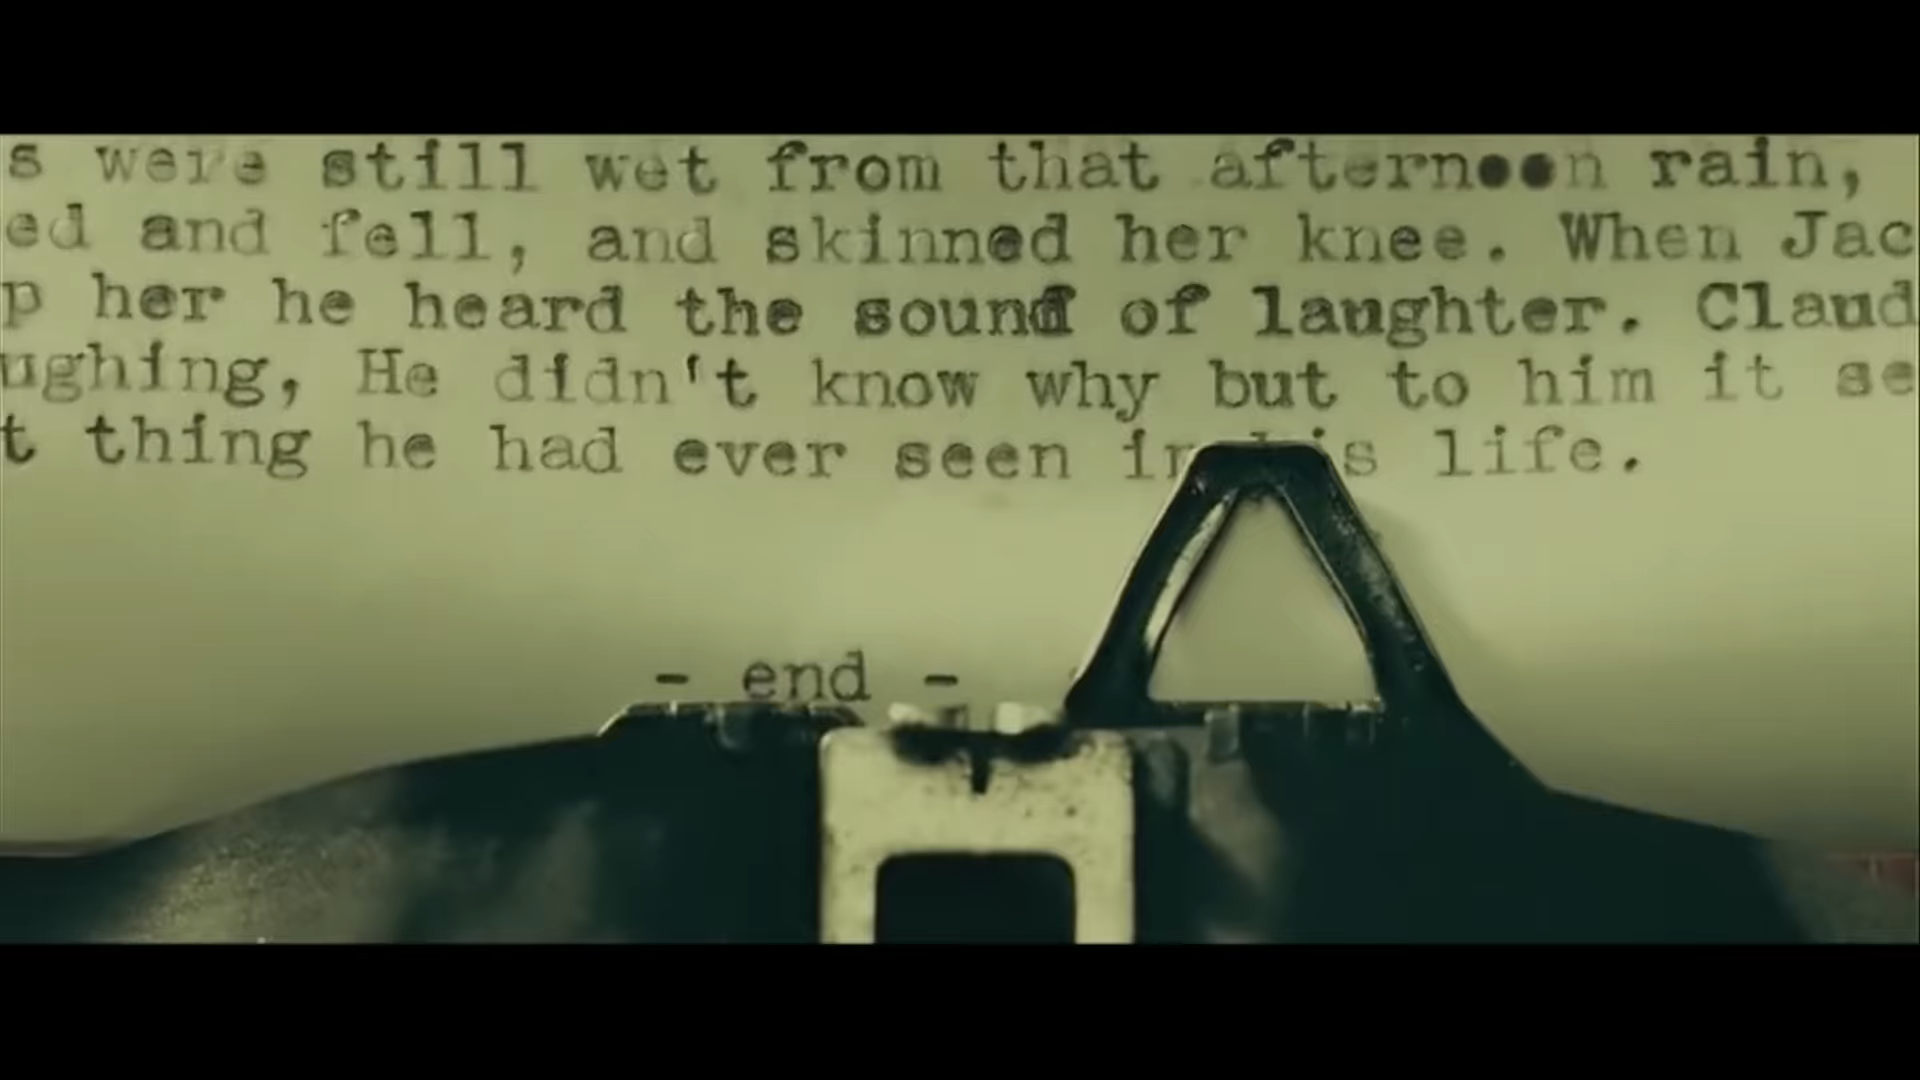 s were still wet from that afternoon rain,
ed and fell, and skinned her knee. When Jac
p her he heard the sound of laughter. Claud
ughing, He didn't know why but to him it se
t thing he had ever seen in his life.
- end -